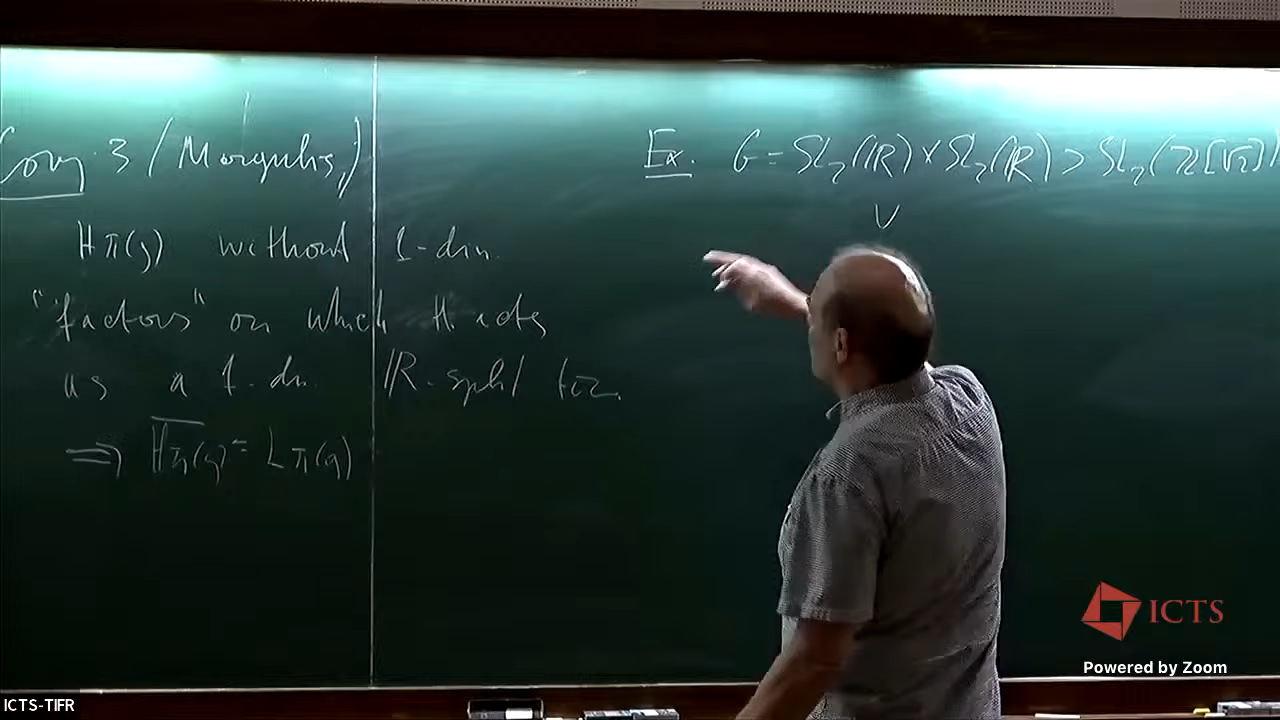 Conj. 3 (Margulis)
Hπ(g) without 1-dim.
"factors" on which H acts
as a 1-dim. ℝ-split tor.
⟹ \overline{Hπ(g)} = Lπ(g)
Ex. G = SL₂(ℝ) × SL₂(ℝ) > SL₂(ℤ[√2])
∨
ICTS
Powered by Zoom
ICTS-TIFR